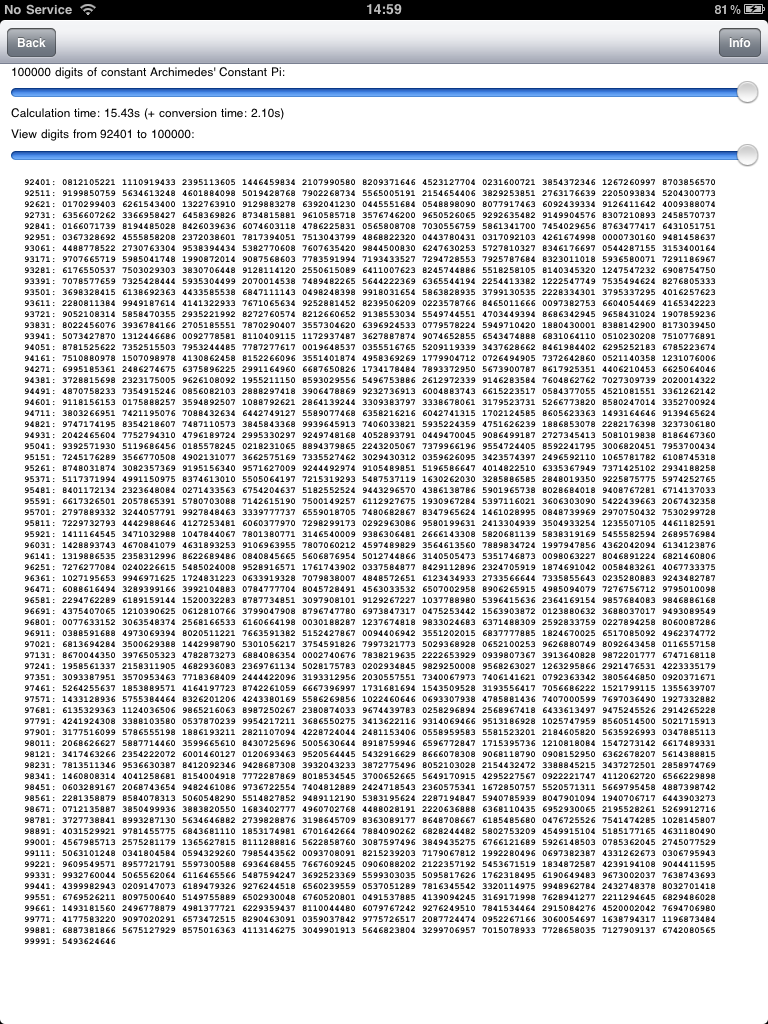 No Service 14:59 81 %
Back Info
100000 digits of constant Archimedes' Constant Pi:
Calculation time: 15.43s (+ conversion time: 2.10s)
View digits from 92401 to 100000:
92401: 0812105221 1110919433 2395113605 1446459834 2107990580 8209371646 4523127704 0231600721 3854372346 1267260997 8703856570
92511: 9199850759 5634613248 4601884098 5019428768 7902268734 5565005191 2154654406 3829253851 2763176639 2205093834 5204300773
92621: 0170299403 6261543400 1322763910 9129883278 6392041230 0445551684 0548898090 8077917463 6092439334 9126411642 4009388074
92731: 6356607262 3366958427 6458369826 8734815881 9610585718 3576746200 9650526065 9292635482 9149904576 8307210893 2458570737
92841: 0166071739 8194485028 8426039636 6074603118 4786225831 0565808708 7030556759 5861341700 7454029656 8763477417 6431051751
92951: 0367328692 4555858208 2372038601 7817394051 7513043799 4868822320 0443780431 0317092103 4261674998 0000730160 9481458637
93061: 4488778522 2730763304 9538394434 5382770608 7607635420 9844500830 6247630253 5727810327 8346176697 0544287155 3153400164
93171: 9707665719 5985041748 1990872014 9087568603 7783591994 7193433527 7294728553 7925787684 8323011018 5936580071 7291186967
93281: 6176550537 7503029303 3830706448 9128114120 2550615089 6411007623 8245744886 5518258105 8140345320 1247547232 6908754750
93391: 7078577659 7325428444 5935304499 2070014538 7489482265 5644222369 6365544194 2254413382 1222547749 7535494624 8276805333
93501: 3698328415 6138692363 4433585538 6847111143 0498248398 9918031654 5863828935 3799130535 2228334301 3795337295 4016257623
93611: 2280811384 9949187614 4141322933 7671065634 9252881452 8239506209 0223578766 8465011666 0097382753 6604054469 4165342223
93721: 9052108314 5858470355 2935221992 8272760574 8212660652 9138553034 5549744551 4703449394 8686342945 9658431024 1907859236
93831: 8022456076 3936784166 2705185551 7870290407 3557304620 6396924533 0779578224 5949710420 1880430001 8388142900 8173039450
93941: 5073427870 1312446686 0092778581 8110409115 1172937487 3627887874 9074652855 6543474888 6831064110 0510230208 7510776891
94051: 8781525622 7352515503 7953244485 7787277617 0019648537 0355516765 5209119339 3437628662 8461984402 6295252183 6785223674
94161: 7510880978 1507098978 4130862458 8152266096 3551401874 4958369269 1779904712 0726494905 7372642860 0521140358 1231076006
94271: 6995185361 2486274675 6375896225 2991164960 6687650826 1734178484 7893372950 5673900787 8617925351 4406210453 6625064046
94381: 3728815698 2323175005 9626108092 1955211150 8593029556 5496753886 2612972339 9146283584 7604862762 7027309739 2020014322
94491: 4870758233 7354915246 0856082103 2888297418 3906478869 9232736913 6004883743 6615223517 0584377055 4521081551 3361262142
94601: 9118156153 0175888257 3594892507 1088792621 2864139244 3309383797 3338678061 3179523731 5266773820 8580247014 3352700924
94711: 3803266951 7421195076 7088432634 6442749127 5589077468 6358216216 6042741315 1702124585 8605623363 1493164646 9139465624
94821: 9747174195 8354218607 7487110573 3845843368 9939645913 7406033821 5935224359 4751626239 1886853078 2282176398 3237306180
94931: 2042465604 7752794310 4796189724 2995330297 9249748168 4052893791 0449470045 9086499187 2727345413 5081019838 8186467360
95041: 9392571930 5119686456 0185578245 0218231065 8894379865 2243205067 7379966196 9554724405 8592241795 3006820451 7953700434
95151: 7245176289 3566770508 4902131077 3662575169 7335527462 3029430312 0359626095 3423574397 2496592110 1065781782 6108745318
95261: 8748031874 3082357369 9195156340 9571627009 9244492974 9105489851 5196586647 4014822510 6335367949 7371425102 2934188258
95371: 5117371994 4991150975 8374613010 5505064197 7215319293 5487537119 1630262030 3285886585 2848019350 9225875775 5974252765
95481: 8401172134 2323648084 0271433563 6754204637 5182552524 9443296570 4386138786 5901965738 8028684018 9408767281 6714137033
95591: 6617326501 2057865391 5780703088 7142615190 7500149257 6112927675 1930967284 5397116021 3606303090 5422439663 2067432358
95701: 2797889332 3244057791 9927848463 3339777737 6559018705 7480682867 8347965624 1461028995 0848739969 2970750432 7530299728
95811: 7229732793 4442988646 4127253481 6060377970 7298299173 0292963086 9580199631 2413304939 3504933254 1235507105 4461182591
95921: 1411164545 3471032988 1047844067 7801380771 3146540009 9386306481 2666413308 5820681139 5838319169 5455582594 2689576984
96031: 1428893743 4670841079 4631893253 9106963955 7807060212 4597489829 3564613560 7889834724 1997947856 4362042094 6134123876
96141: 1319886535 2358312996 8622689486 0840845665 5606876954 5012744866 3140505473 5351746873 0098063278 8046891224 6821460806
96251: 7276277084 0240226615 5485024008 9528916571 1761743902 0337584877 8429112896 2324705919 1874691042 0058483261 4067733375
96361: 1027195653 9946971625 1724831223 0633919328 7079838007 4848572651 6123434933 2733566644 7335855643 0235280883 9243482787
96471: 6088616494 3289399166 3992104883 0784777704 8045728491 4563033532 6507002958 8906265915 4985094079 7276756712 9795010098
96581: 2294762289 6189159144 1520032283 8787734851 3097908101 9129267227 1037788980 5396415636 2364169154 9857684083 9846886168
96691: 4375407065 1210390625 0612810766 3799047908 8796747780 6973847317 0475253442 1563903872 0123880632 3688037017 9493089549
96801: 0077633152 3063548374 2568166533 6160664198 0030188287 1237674818 9833024683 6371488309 2592833759 0227894258 8060087286
96911: 0388591688 4973069394 8020511221 7663591382 5152427867 0094406942 3551202015 6837777885 1824670025 6517085092 4962374772
97021: 6813694284 3500629388 1442998790 5301056217 3754591826 7997321773 5029368928 0652100253 9626880749 8092643458 0116557158
97131: 8670044350 3976505323 4782873273 6884086354 0002740676 7838219635 2222653929 0939807367 3913640828 9872201777 6747168118
97241: 1958561337 2158311905 4682936083 2369761134 5028175783 0202934845 9829250008 9568263027 1263295866 2921476531 4223335179
97351: 3093387951 3570953463 7718368409 2444422096 3193312956 2030557551 7340067973 7406141621 0792362342 3805646850 0920371671
97461: 5264255637 1853889571 4164197723 8742261059 6667396997 1731681694 1543509528 3193556417 7056686222 1521799115 1355639707
97571: 1433128936 5755384464 8326201206 4243380169 5586269856 1022460646 0693307938 4785881436 7407000599 7697036490 1927332882
97681: 6135329363 1124036506 9865216063 8987250267 2380874033 9674439783 0258296894 2568967418 6433613497 9475245526 2914265228
97791: 4241924308 3388103580 0537870239 9954217211 3686550275 3413622116 9314069466 9513186928 1025747959 8560514500 5021715913
97901: 3177516099 5786555198 1886193211 2821107094 4228724044 2481153406 0558959583 5581523201 2184605820 5635269930 3478885113
98011: 2068626627 5887714460 3599665610 8430725696 5005630644 8918759946 6596772847 1715395736 1210818084 1547273142 6617489331
98121: 3417463266 2354222072 6001460127 0120693463 9520564445 5432916629 8666078308 9068118790 0908152950 6362678207 5614388815
98231: 7813511346 9536630387 8412092346 9428687308 3932043233 3872775496 8052103028 2154432472 3388845215 3437272501 2858974769
98341: 1460808314 4041258681 8154004918 7772287869 8018534545 3700652665 5649170915 4295227567 0922221747 4112062720 6566229898
98451: 0603289167 2068743654 9482461086 9736722554 7404812889 2424718543 2360575341 1672850757 5520571311 5669795458 4887398742
98561: 2281358879 8584078313 5060548290 5514827852 9489112190 5383195624 2287194847 5940785939 8047901094 1940706717 6443903273
98671: 0712135887 3850499936 3883820550 1683402777 4960702768 4488028191 2220636888 6368110435 6952930065 2195528261 5269912716
98781: 3727738841 8993287130 5634646882 2739828876 3198645709 8363089177 8648708667 6185485680 0476725526 7541474285 1028145807
98891: 4031529921 9781455775 6843681110 1853174981 6701642664 7884090262 6828244482 5802753209 4549915104 5185177165 4631180490
99001: 4567985713 2575281179 1365627815 8111288816 5622858760 3087597496 3849435275 6766121689 5926148503 0785362045 2740577529
99111: 5063101248 0341804584 0594329260 7985443562 0093708091 8215239203 7179067812 1992280496 0697382387 4331262673 0306795943
99221: 9609549571 8957721791 5597300588 6936468455 7667609245 0906088202 2122357192 5453671519 1834872587 4239194108 9044411595
99331: 9932760044 5065562064 6116465566 5487594247 3692523369 5599303035 5095817626 1762318495 6190649483 9673002037 7638743693
99441: 4399982943 0209147073 6189479326 9276244518 6560239559 0537051289 7816345542 3320114975 9948962784 2432748378 8032701418
99551: 6769526211 8097500640 5149755889 6502930048 6760520801 0491537885 4139094245 3169171998 7628941277 2211294645 6829486028
99661: 1493181560 2496778879 4981377721 6229359437 8110044480 6079767242 9276249510 7841534464 2915084276 4520002042 7694706980
99771: 4177583220 9097020291 6573472515 8290463091 0359037842 9775726517 2087724474 0952267166 3060054697 1638794317 1196873484
99881: 6887381866 5675127929 8575016363 4113146275 3049901913 5646823804 3299706957 7015078933 7728658035 7127909137 6742080565
99991: 5493624646